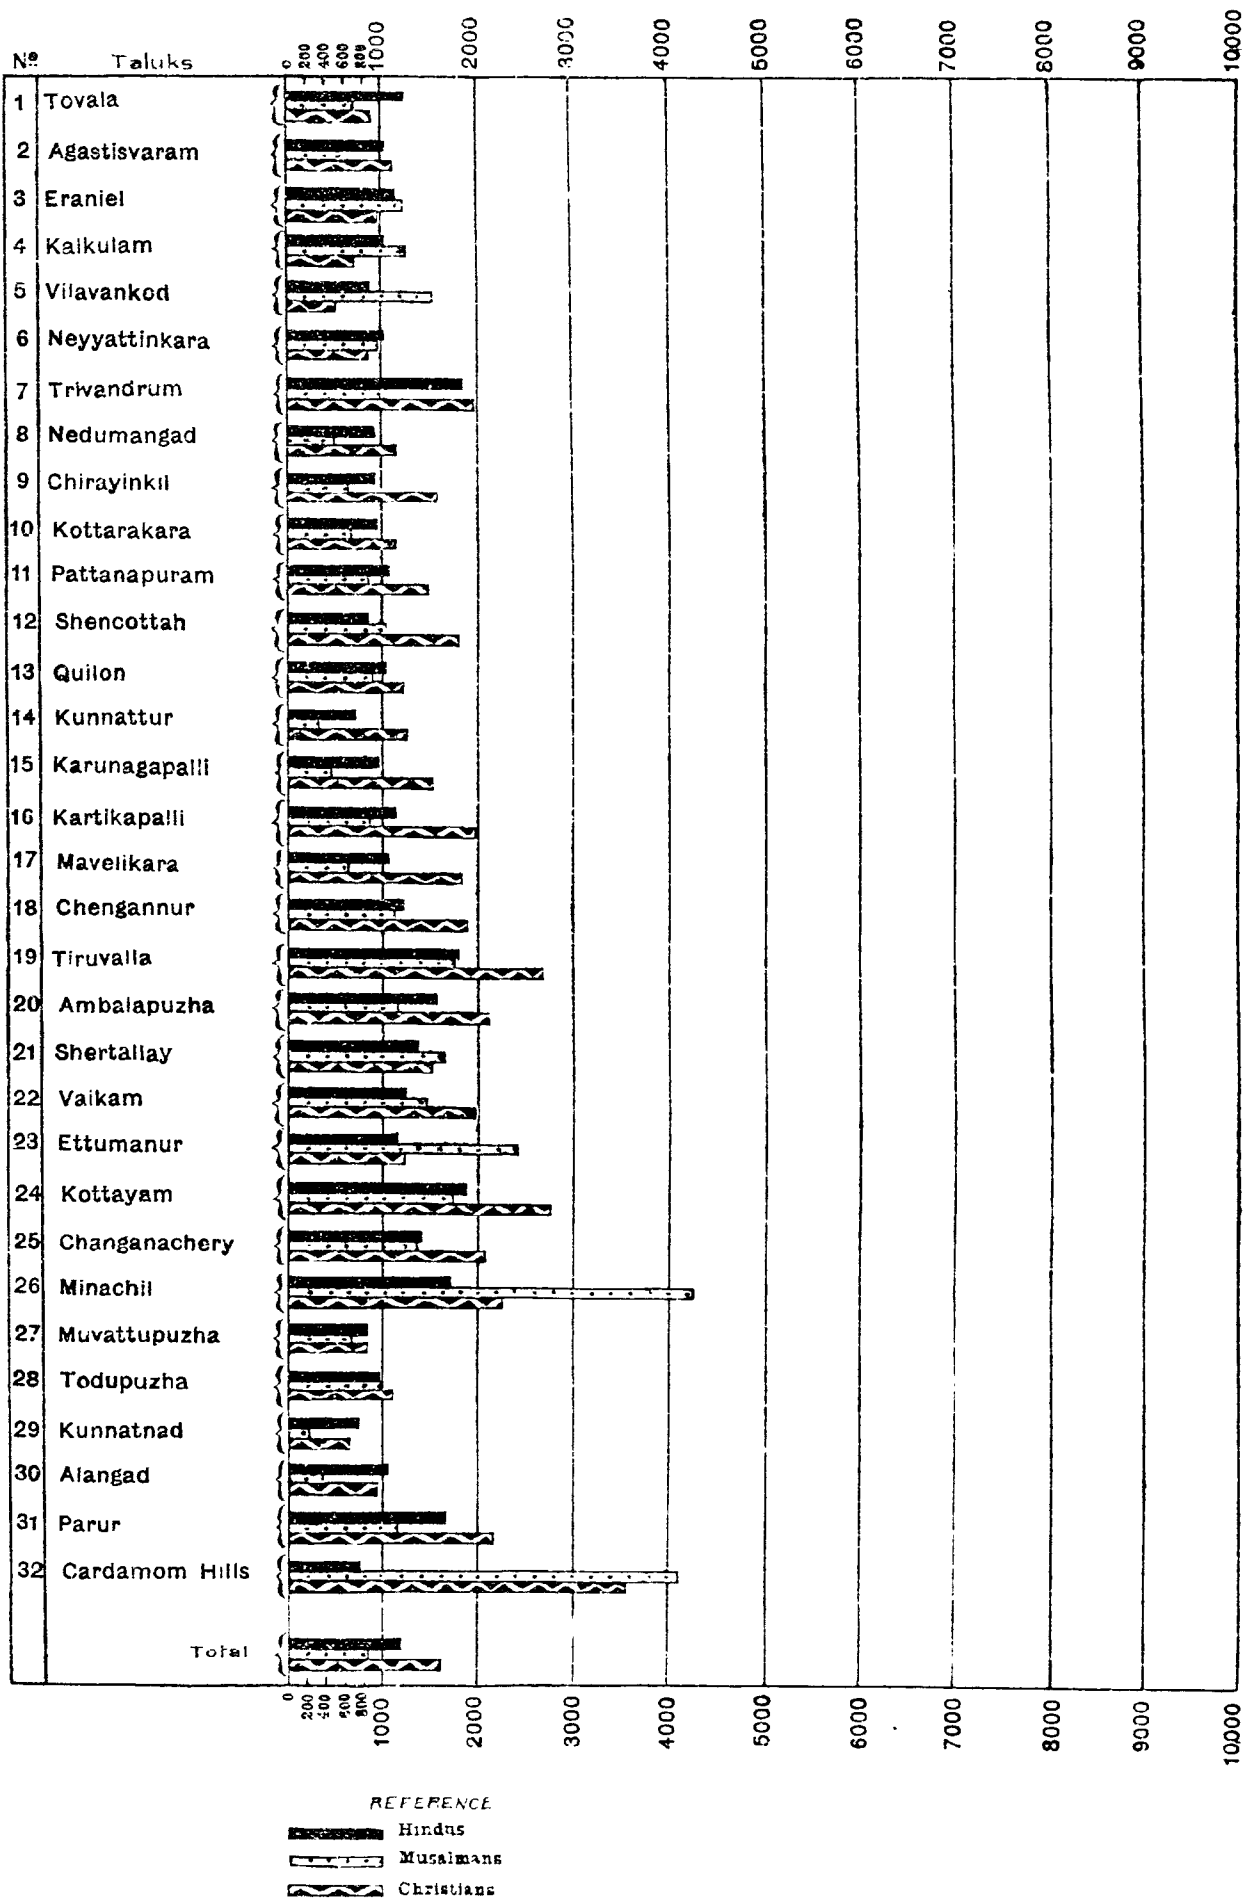 Nº Taluks 0 200 400 600 800 1000 2000 3000 4000 5000 6000 7000 8000 9000 10,000
1 Tovala
2 Agastisvaram
3 Eraniel
4 Kalkulam
5 Vilavankod
6 Neyyattinkara
7 Trivandrum
8 Nedumangad
9 Chirayinkil
10 Kottarakara
11 Pattanapuram
12 Shencottah
13 Quilon
14 Kunnattur
15 Karunagapalli
16 Kartikapalli
17 Mavelikara
18 Chengannur
19 Tiruvalla
20 Ambalapuzha
21 Shertallay
22 Vaikam
23 Ettumanur
24 Kottayam
25 Changanachery
26 Minachil
27 Muvattupuzha
28 Todupuzha
29 Kunnatnad
30 Alangad
31 Parur
32 Cardamom Hills
Total
0 200 400 600 800 1000 2000 3000 4000 5000 6000 7000 8000 9000 10,000
REFERENCE
Hindus
Musalmans
Christians